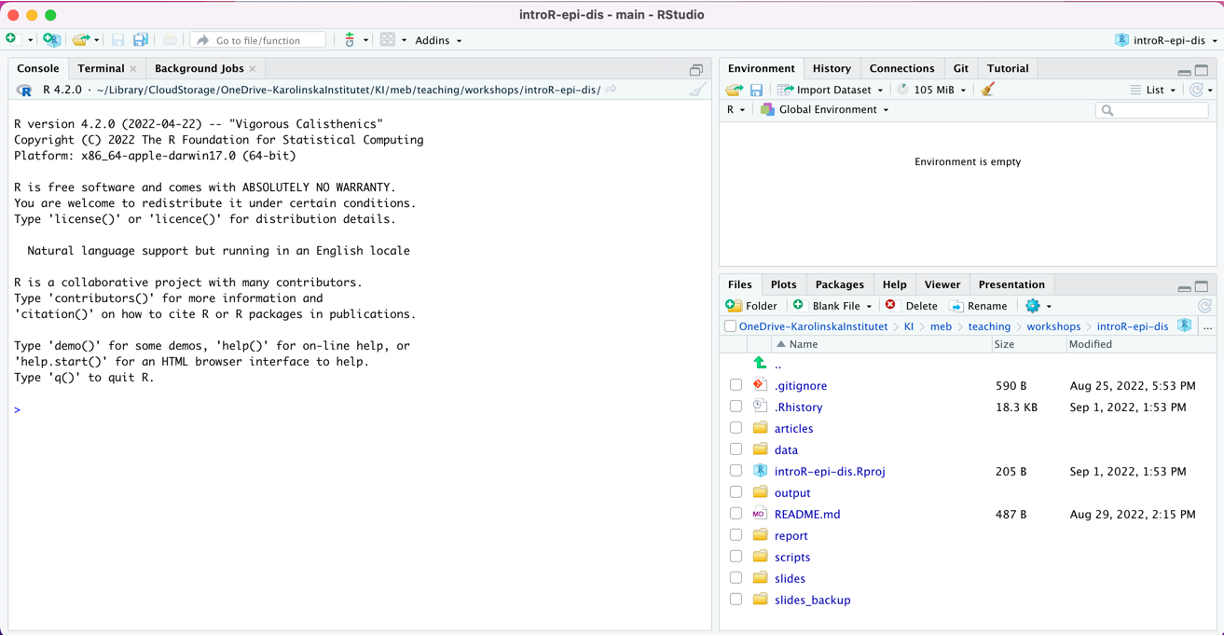 introR-epi-dis - main - RStudio
Go to file/function
Addins
introR-epi-dis
Console Terminal Background Jobs
R 4.2.0 · ~/Library/CloudStorage/OneDrive-KarolinskaInstitutet/KI/meb/teaching/workshops/introR-epi-dis/
R version 4.2.0 (2022-04-22) -- "Vigorous Calisthenics"
Copyright (C) 2022 The R Foundation for Statistical Computing
Platform: x86_64-apple-darwin17.0 (64-bit)
R is free software and comes with ABSOLUTELY NO WARRANTY.
You are welcome to redistribute it under certain conditions.
Type 'license()' or 'licence()' for distribution details.
Natural language support but running in an English locale
R is a collaborative project with many contributors.
Type 'contributors()' for more information and
'citation()' on how to cite R or R packages in publications.
Type 'demo()' for some demos, 'help()' for on-line help, or
'help.start()' for an HTML browser interface to help.
Type 'q()' to quit R.
>
Environment History Connections Git Tutorial
Import Dataset 105 MiB List
R Global Environment
Environment is empty
Files Plots Packages Help Viewer Presentation
Folder Blank File Delete Rename
OneDrive-KarolinskaInstitutet > KI > meb > teaching > workshops > introR-epi-dis ...
Name Size Modified
..
.gitignore 590 B Aug 25, 2022, 5:53 PM
.Rhistory 18.3 KB Sep 1, 2022, 1:53 PM
articles
data
introR-epi-dis.Rproj 205 B Sep 1, 2022, 1:53 PM
output
README.md 487 B Aug 29, 2022, 2:15 PM
report
scripts
slides
slides_backup